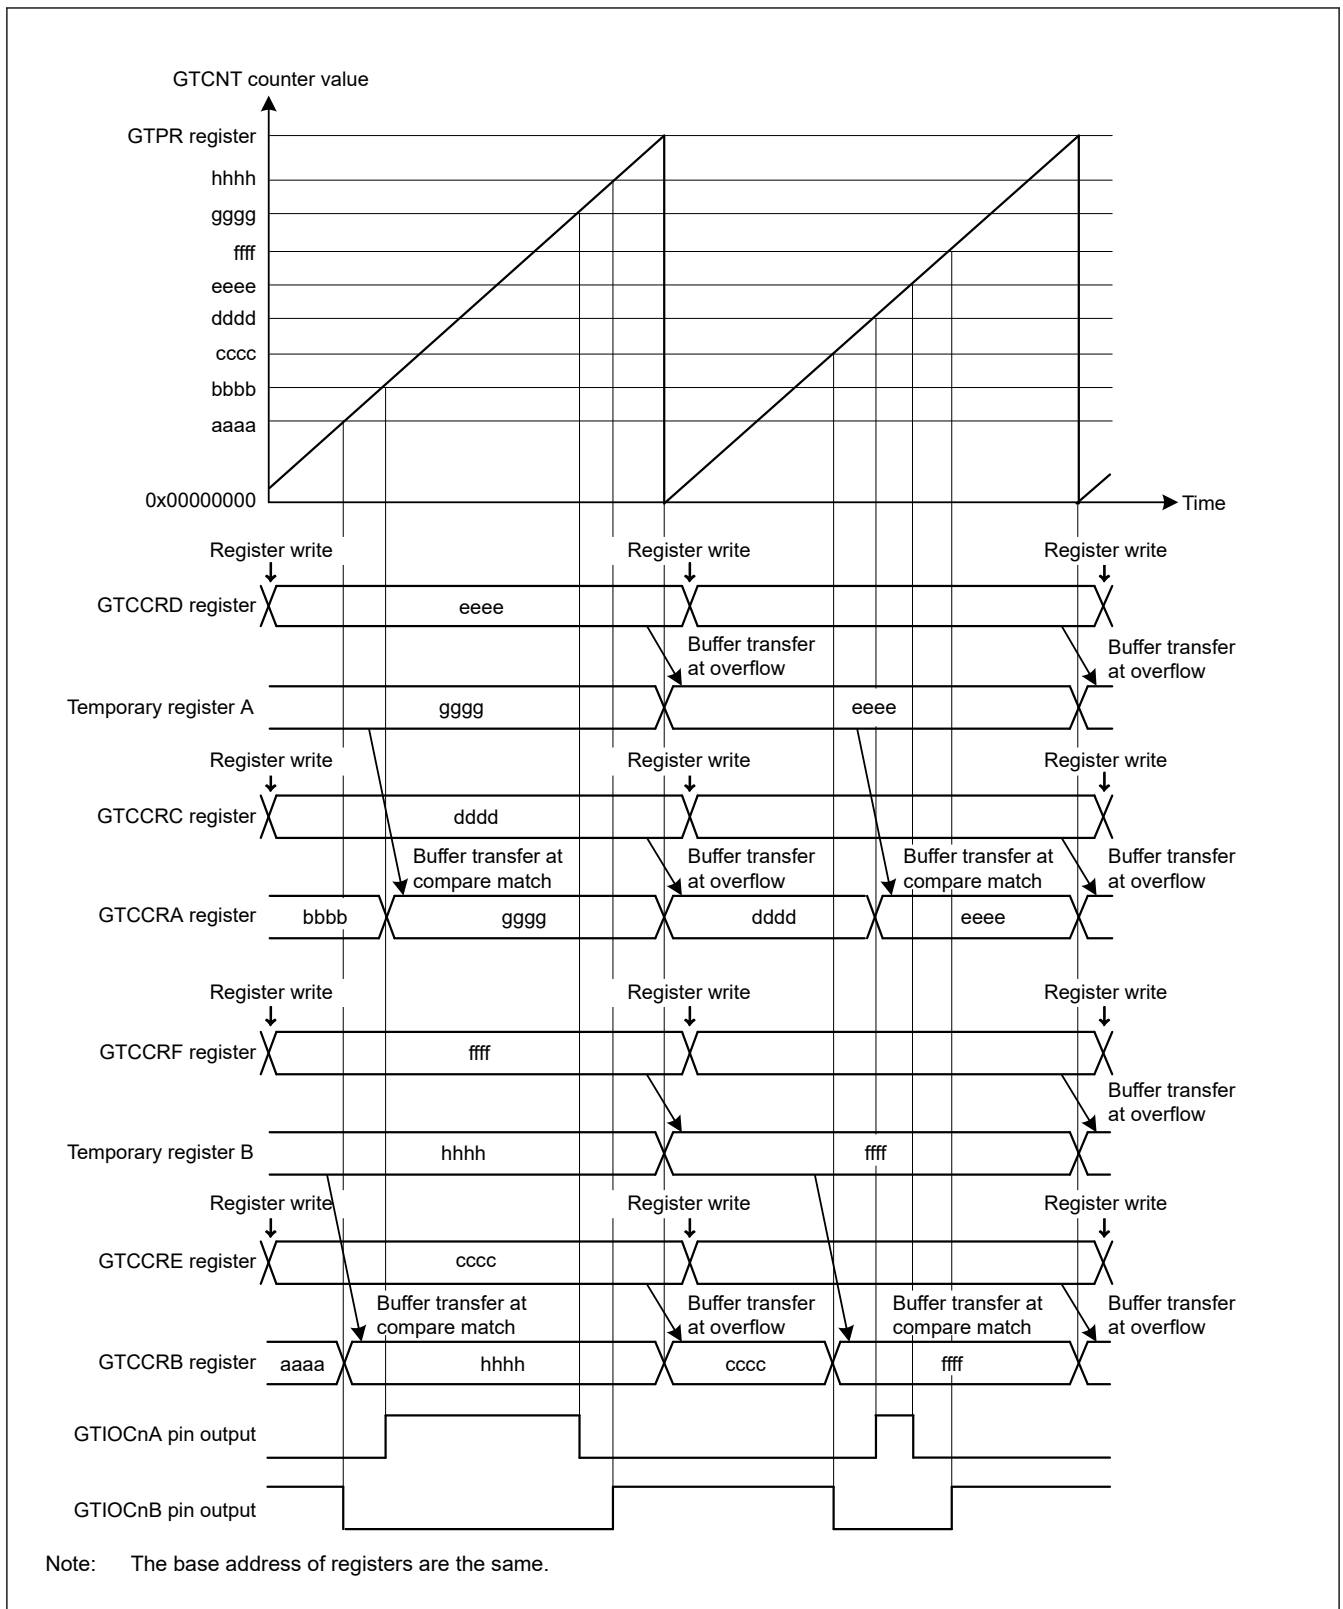 GTCNT counter value
GTPR register
hhhh
gggg
ffff
eeee
dddd
cccc
bbbb
aaaa
0x00000000
Time
Register write Register write Register write
GTCCRD register eeee
Buffer transfer
at overflow
Buffer transfer
at overflow
Temporary register A gggg eeee
Register write Register write Register write
GTCCRC register dddd
Buffer transfer at
compare match
Buffer transfer
at overflow
Buffer transfer at
compare match
Buffer transfer
at overflow
GTCCRA register bbbb gggg dddd eeee
Register write Register write Register write
GTCCRF register ffff
Buffer transfer
at overflow
Temporary register B hhhh ffff
Register write Register write Register write
GTCCRE register cccc
Buffer transfer at
compare match
Buffer transfer
at overflow
Buffer transfer at
compare match
Buffer transfer
at overflow
GTCCRB register aaaa hhhh cccc ffff
GTIOCnA pin output
GTIOCnB pin output
Note: The base address of registers are the same.